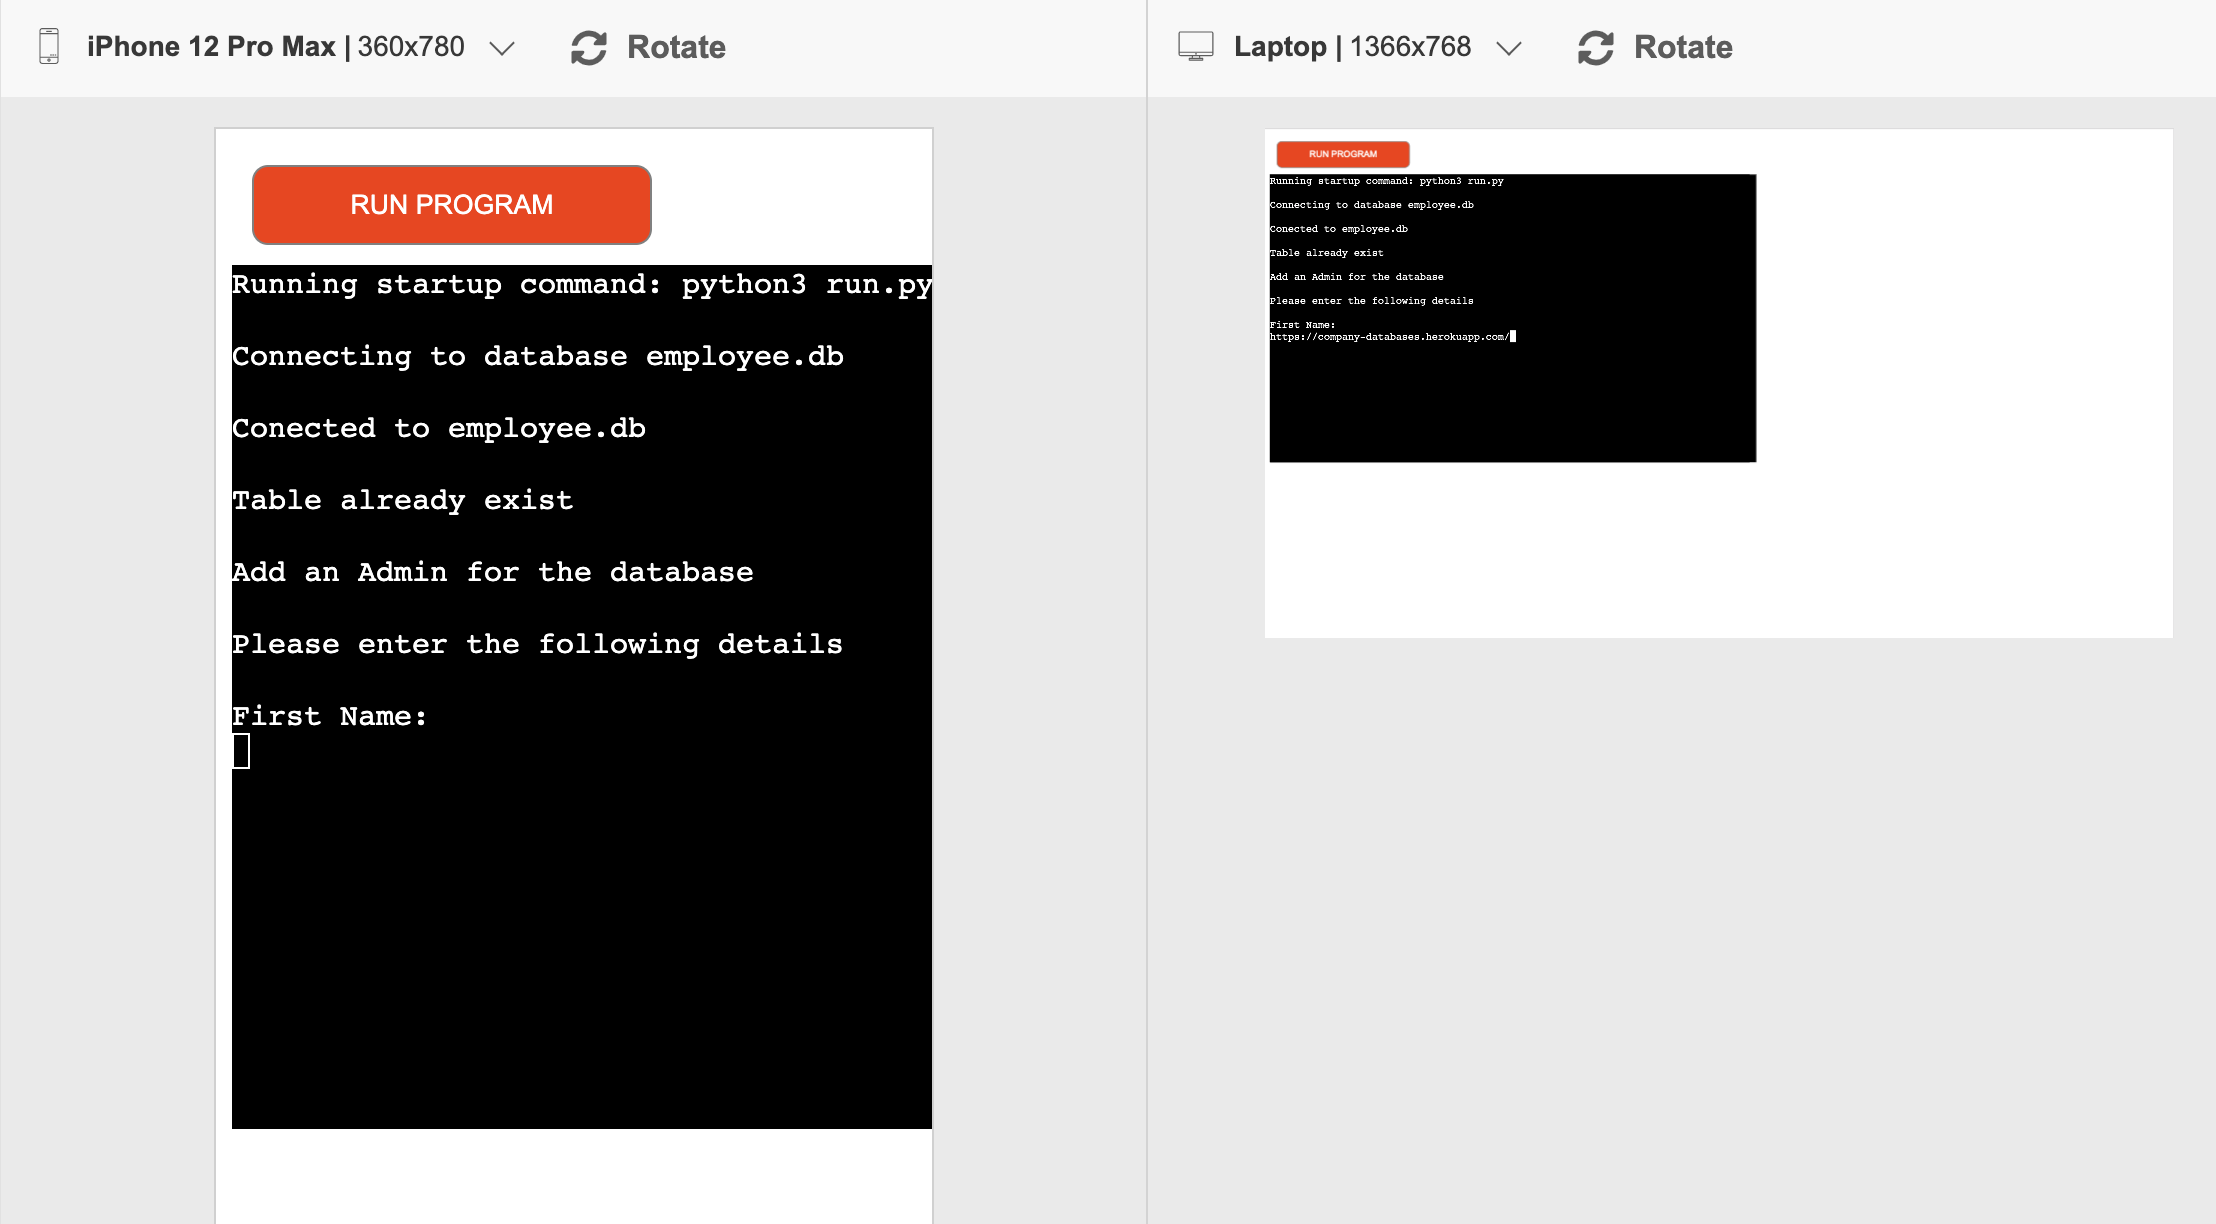 iPhone 12 Pro Max | 360x780
Rotate
RUN PROGRAM
Running startup command: python3 run.py
Connecting to database employee.db
Conected to employee.db
Table already exist
Add an Admin for the database
Please enter the following details
First Name:
Laptop | 1366x768
Rotate
RUN PROGRAM
Running startup command: python3 run.py
Connecting to database employee.db
Conected to employee.db
Table already exist
Add an Admin for the database
Please enter the following details
First Name:
https://company-databases.herokuapp.com/